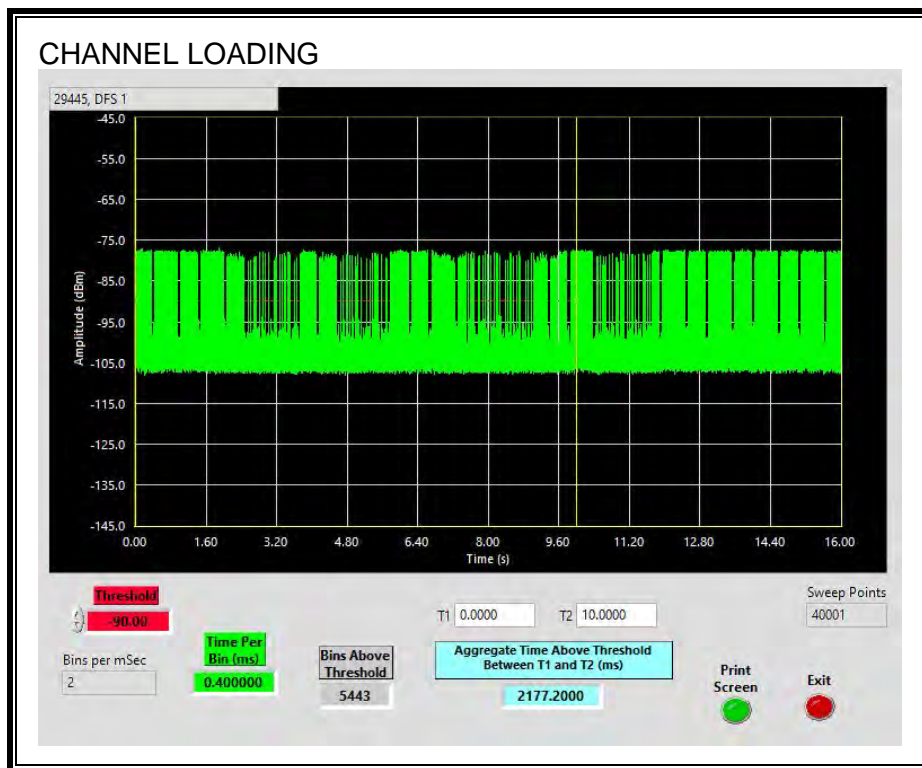 CHANNEL LOADING
29445, DFS 1
-45.0
-55.0
-65.0
-75.0
-85.0
-95.0
-105.0
-115.0
-125.0
-135.0
-145.0
Amplitude (dBm)
0.00 1.60 3.20 4.80 6.40 8.00 9.60 11.20 12.80 14.40 16.00
Time (s)
Threshold
-90.00
Bins per mSec
2
Time Per
Bin (ms)
0.400000
Bins Above
Threshold
5443
T1 0.0000 T2 10.0000
Aggregate Time Above Threshold
Between T1 and T2 (ms)
2177.2000
Sweep Points
40001
Print
Screen
Exit